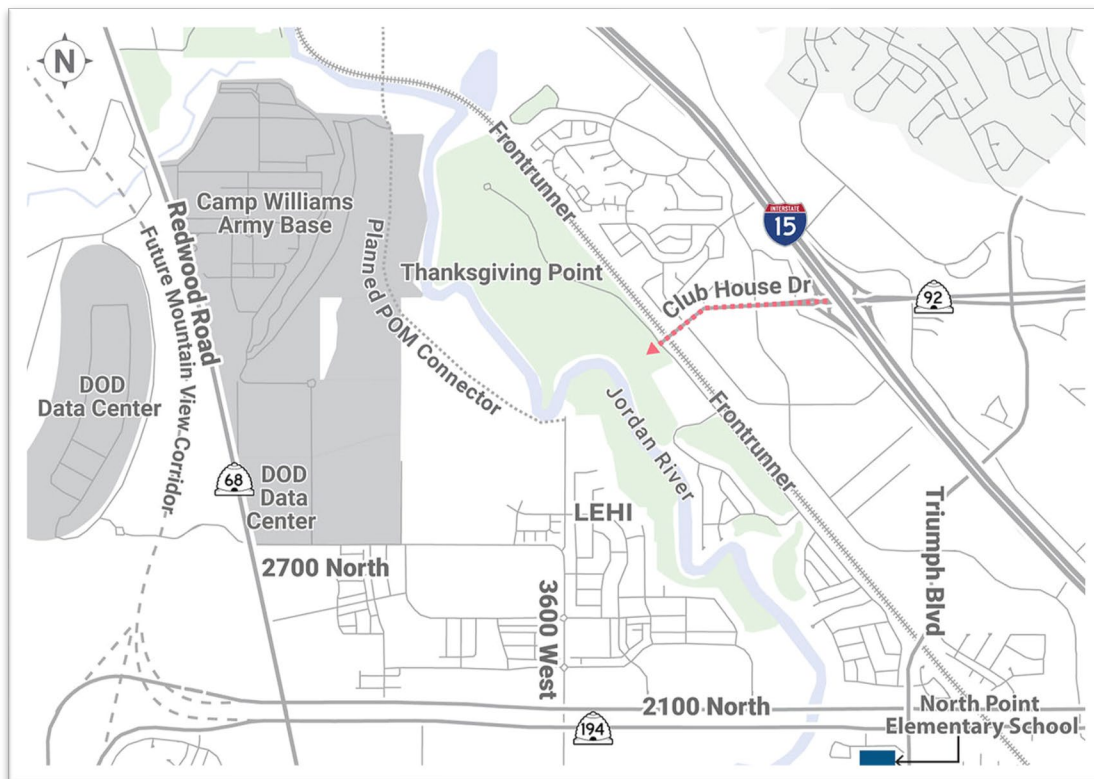 N
Frontrunner
INTERSTATE
15
Camp Williams
Army Base
Redwood Road
Future Mountain View Corridor
Planned POM Connector
Thanksgiving Point
Club House Dr
92
DOD
Data Center
Jordan River
Frontrunner
68
DOD
Data
Center
LEHI
Triumph Blvd
2700 North
3600 West
2100 North
194
North Point
Elementary School